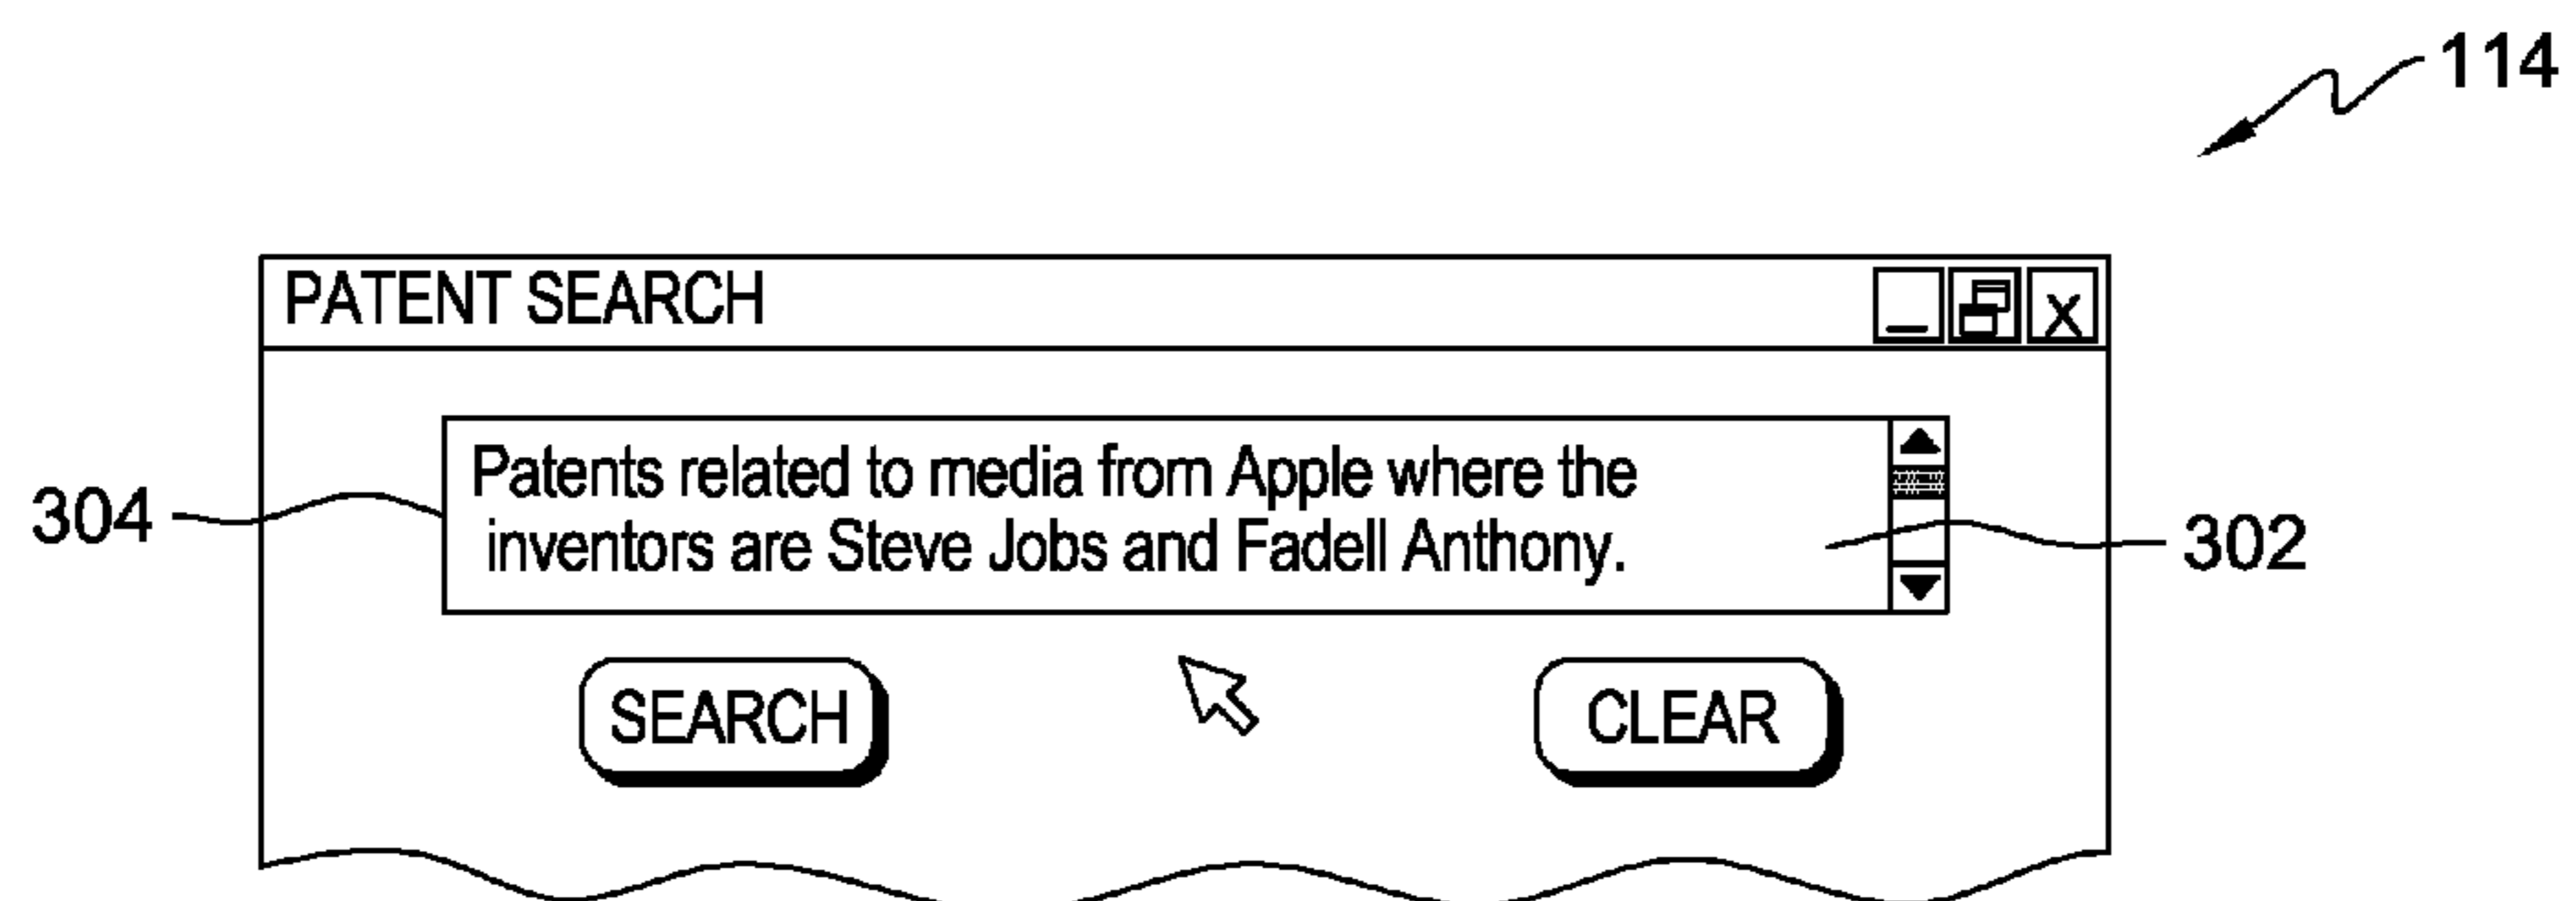 114
PATENT SEARCH
Patents related to media from Apple where the
inventors are Steve Jobs and Fadell Anthony.
304
302
SEARCH
CLEAR